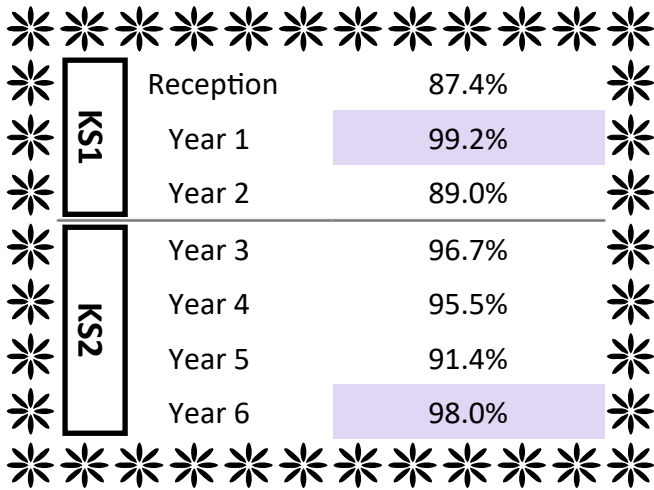 KS1
Reception 87.4%
Year 1 99.2%
Year 2 89.0%
KS2
Year 3 96.7%
Year 4 95.5%
Year 5 91.4%
Year 6 98.0%